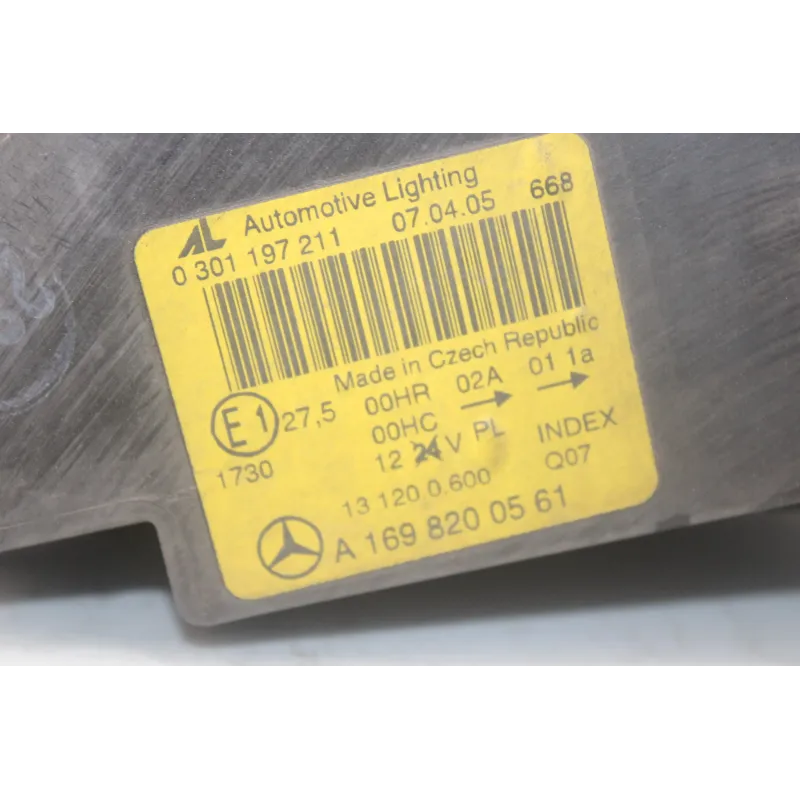 AL Automotive Lighting
0 301 197 211 07.04.05 668
Made in Czech Republic
E1 27,5 00HR 02A 01 1a
00HC → →
1730 12 24 V PL INDEX
13 120 0.600 Q07
A 169 820 05 61